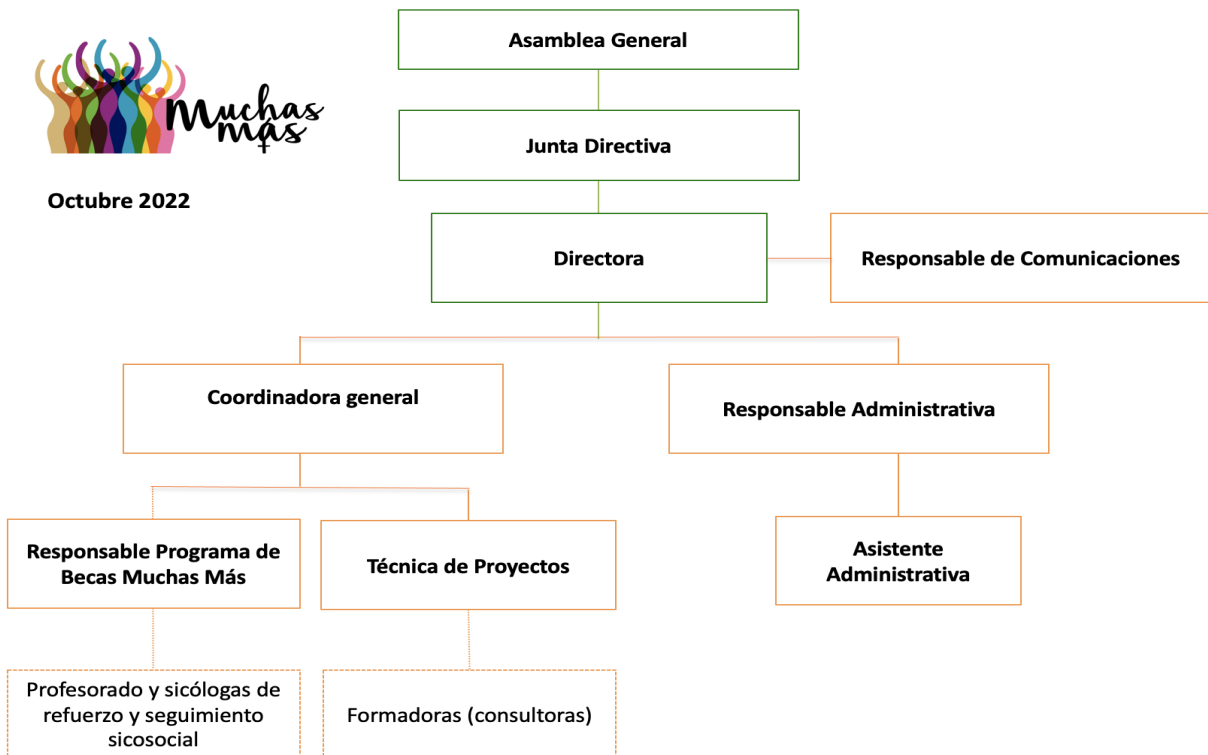 Asamblea General
Muchas
más
Junta Directiva
Octubre 2022
Directora
Responsable de Comunicaciones
Coordinadora general
Responsable Administrativa
Responsable Programa de
Becas Muchas Más
Técnica de Proyectos
Asistente
Administrativa
Profesorado y sicólogas de
refuerzo y seguimiento
sicosocial
Formadoras (consultoras)